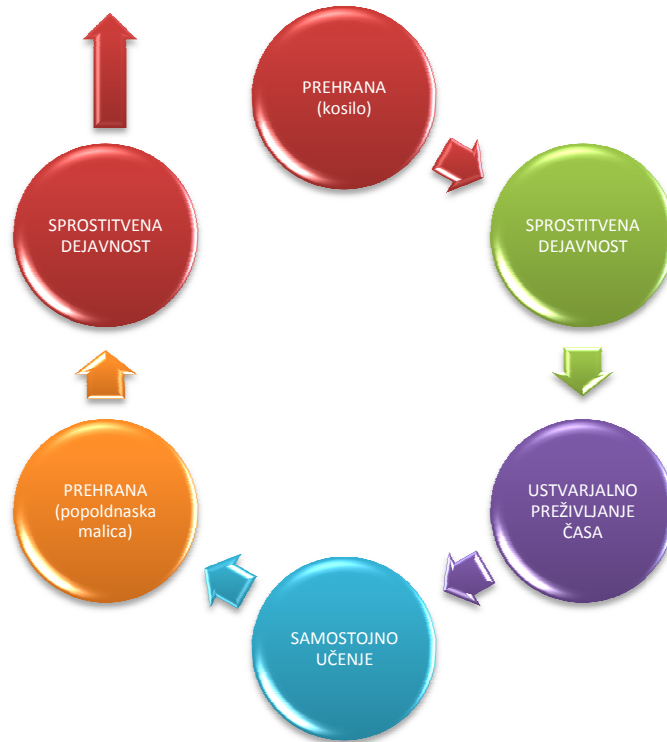 PREHRANA
(kosilo)
SPROSTITVENA
DEJAVNOST
USTVARJALNO
PREŽIVLJANJE
ČASA
SAMOSTOJNO
UČENJE
PREHRANA
(popoldnaska
malica)
SPROSTITVENA
DEJAVNOST